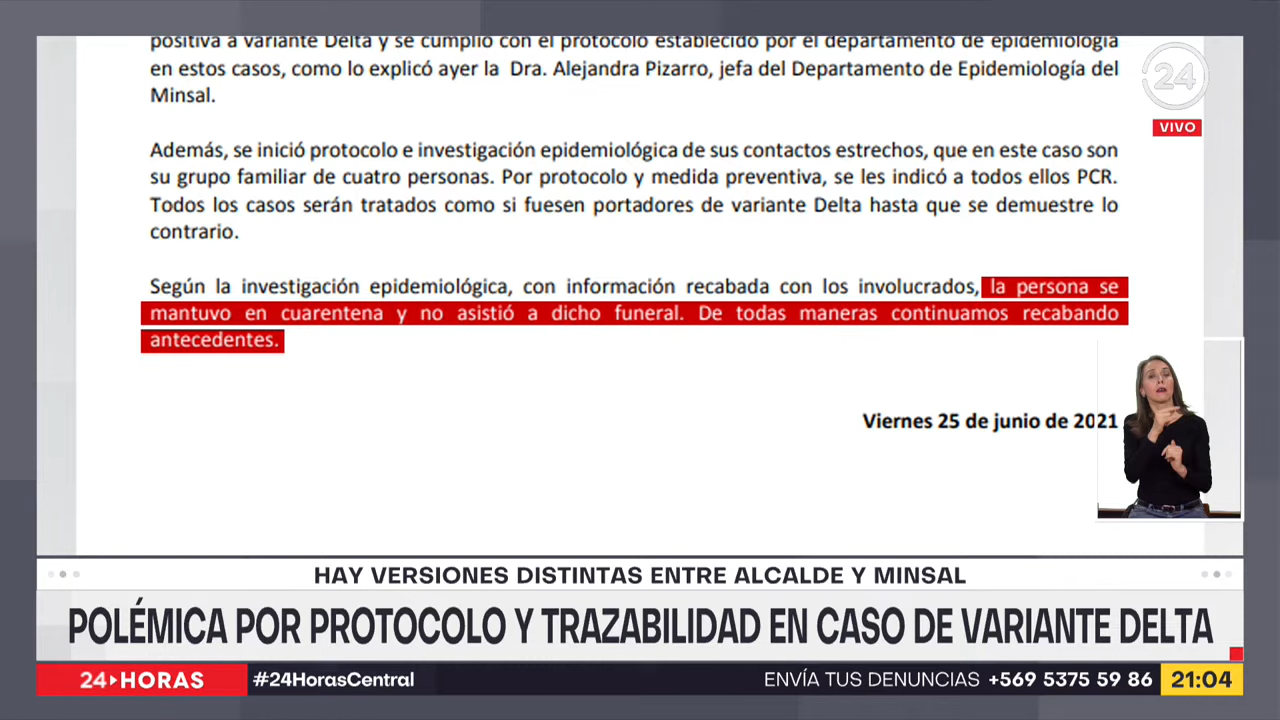 positiva a variante Delta y se cumplió con el protocolo establecido por el departamento de epidemiología
en estos casos, como lo explicó ayer la Dra. Alejandra Pizarro, jefa del Departamento de Epidemiología del
Minsal.
Además, se inició protocolo e investigación epidemiológica de sus contactos estrechos, que en este caso son
su grupo familiar de cuatro personas. Por protocolo y medida preventiva, se les indicó a todos ellos PCR.
Todos los casos serán tratados como si fuesen portadores de variante Delta hasta que se demuestre lo
contrario.
Según la investigación epidemiológica, con información recabada con los involucrados, la persona se
mantuvo en cuarentena y no asistió a dicho funeral. De todas maneras continuamos recabando
antecedentes.
Viernes 25 de junio de 2021
24
VIVO
HAY VERSIONES DISTINTAS ENTRE ALCALDE Y MINSAL
POLÉMICA POR PROTOCOLO Y TRAZABILIDAD EN CASO DE VARIANTE DELTA
24 HORAS #24HorasCentral ENVÍA TUS DENUNCIAS +569 5375 59 86 21:04